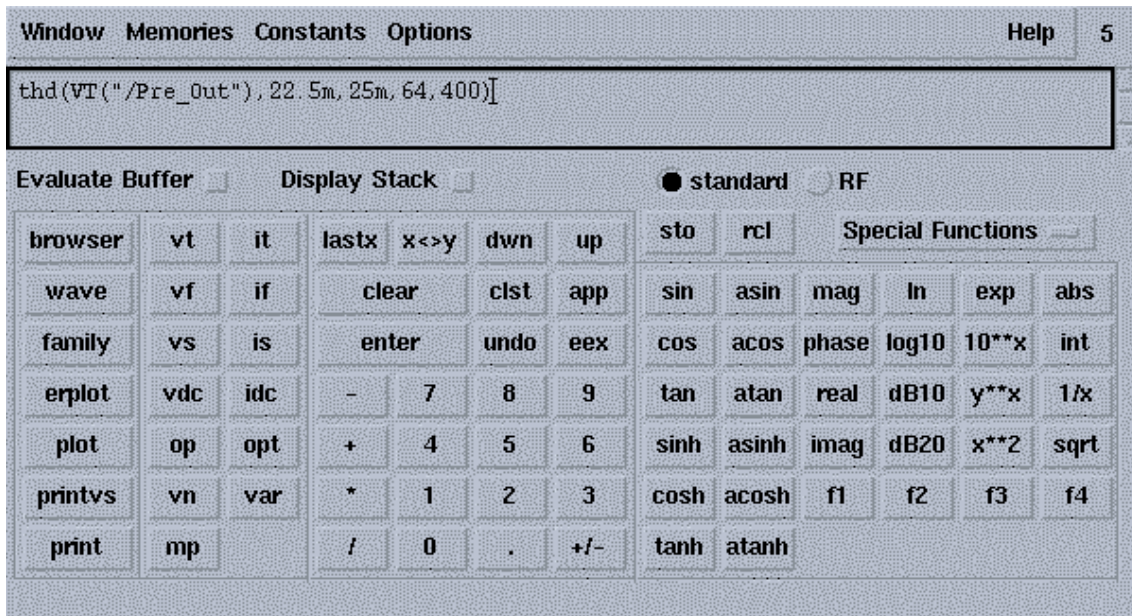 Window Memories Constants Options Help 5
thd(VT("/Pre_Out"),22.5m,25m,64,400)
Evaluate Buffer Display Stack standard RF
browser vt it lastx x<>y dwn up sto rcl Special Functions
wave vf if clear clst app sin asin mag ln exp abs
family vs is enter undo eex cos acos phase log10 10**x int
erplot vdc idc - 7 8 9 tan atan real dB10 y**x 1/x
plot op opt + 4 5 6 sinh asinh imag dB20 x**2 sqrt
printvs vn var * 1 2 3 cosh acosh f1 f2 f3 f4
print mp / 0 . +/- tanh atanh